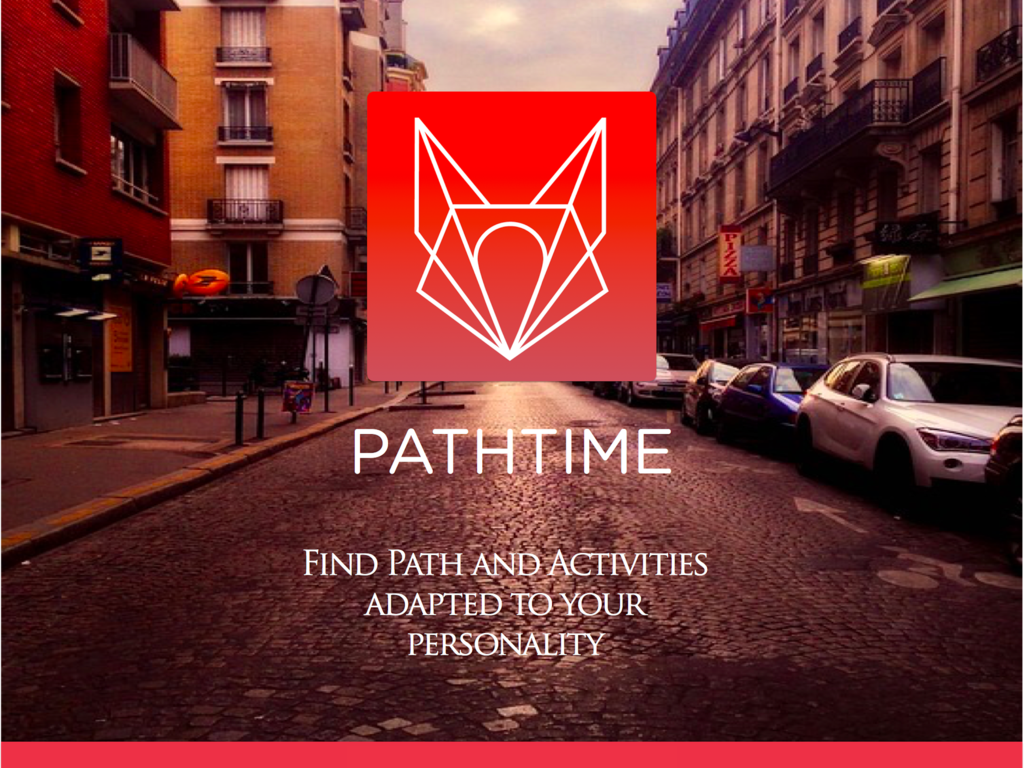 PIZZA
PATHTIME
FIND PATH AND ACTIVITIES
ADAPTED TO YOUR
PERSONALITY